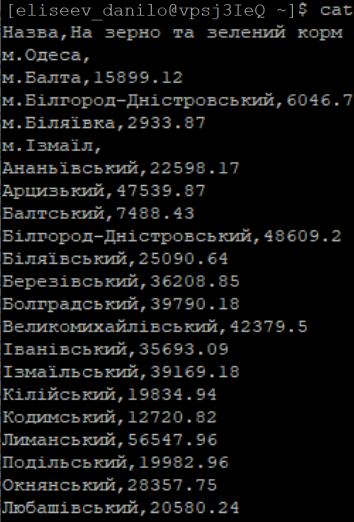 [eliseev_danilo@vpsj3IeQ ~]$ cat
Назва,На зерно та зелений корм
м.Одеса,
м.Балта,15899.12
м.Білгород-Дністровський,6046.7
м.Біляївка,2933.87
м.Ізмаїл,
Ананьївський,22598.17
Арцизький,47539.87
Балтський,7488.43
Білгород-Дністровський,48609.2
Біляївський,25090.64
Березівський,36208.85
Болградський,39790.18
Великомихайлівський,42379.5
Іванівський,35693.09
Ізмаїльський,39169.18
Кілійський,19834.94
Кодимський,12720.82
Лиманський,56547.96
Подільський,19982.96
Окнянський,28357.75
Любашівський,20580.24